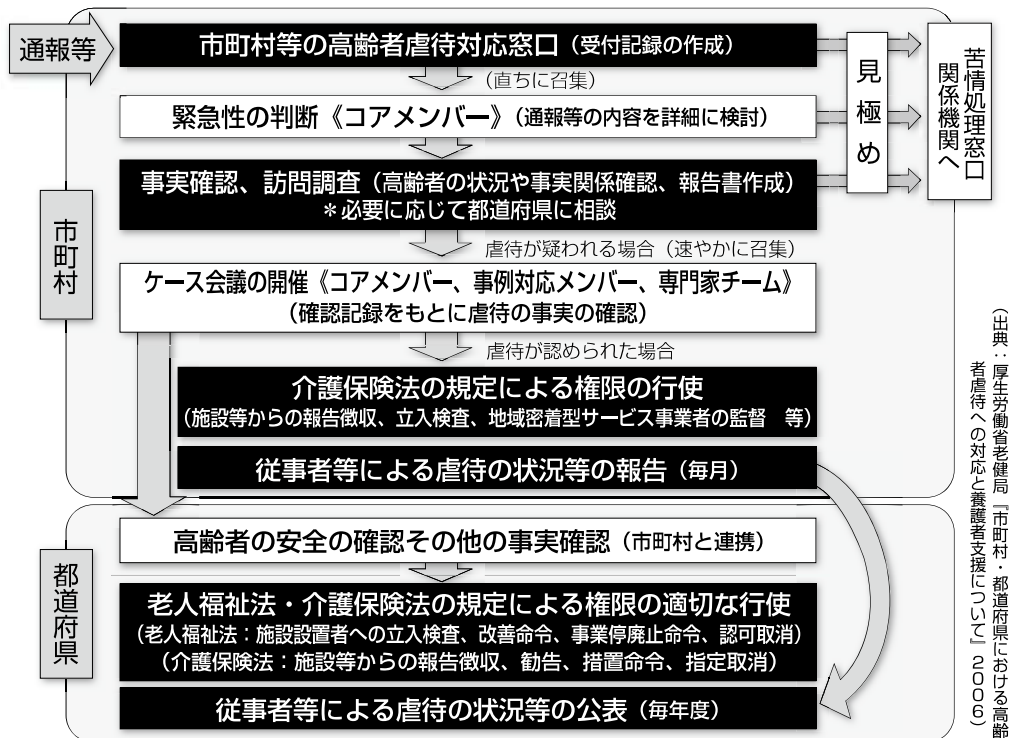 通報等
市町村等の高齢者虐待対応窓口（受付記録の作成）
（直ちに召集）
緊急性の判断《コアメンバー》（通報等の内容を詳細に検討）
事実確認、訪問調査（高齢者の状況や事実関係確認、報告書作成）
＊必要に応じて都道府県に相談
見極め
苦情処理窓口
関係機関へ
市町村
虐待が疑われる場合（速やかに召集）
ケース会議の開催《コアメンバー、事例対応メンバー、専門家チーム》
（確認記録をもとに虐待の事実の確認）
虐待が認められた場合
介護保険法の規定による権限の行使
（施設等からの報告徴収、立入検査、地域密着型サービス事業者の監督　等）
従事者等による虐待の状況等の報告（毎月）
都道府県
高齢者の安全の確認その他の事実確認（市町村と連携）
老人福祉法・介護保険法の規定による権限の適切な行使
（老人福祉法：施設設置者への立入検査、改善命令、事業停廃止命令、認可取消）
（介護保険法：施設等からの報告徴収、勧告、措置命令、指定取消）
従事者等による虐待の状況等の公表（毎年度）
（出典：厚生労働省老健局『市町村・都道府県における高齢
者虐待への対応と養護者支援について』２００６）